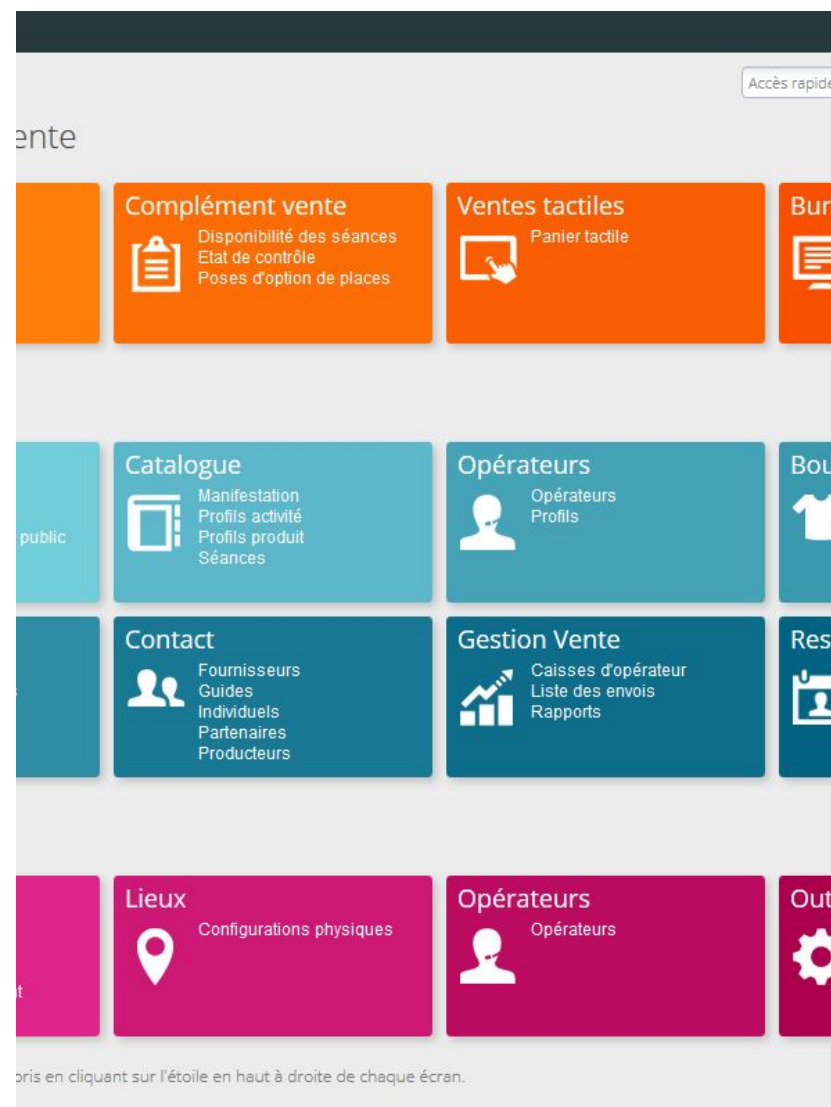 Accès rapide
ente
Complément vente
Disponibilité des séances
Etat de contrôle
Poses d'option de places
Ventes tactiles
Panier tactile
Bur
Catalogue
Manifestation
Profils activité
Profils produit
Séances
Opérateurs
Opérateurs
Profils
Bou
public
Contact
Fournisseurs
Guides
Individuels
Partenaires
Producteurs
Gestion Vente
Caisses d'opérateur
Liste des envois
Rapports
Res
s
Lieux
Configurations physiques
Opérateurs
Opérateurs
Out
nt
oris en cliquant sur l'étoile en haut à droite de chaque écran.